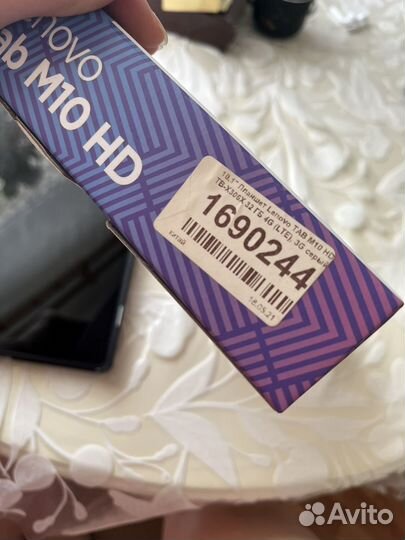 novo
ab M10 HD
10.1" Планшет Lenovo TAB M10 HD
TB-X306X 32 ГБ 4G (LTE), 3G серый
1690244
КИТАЙ
18.05.21
Avito